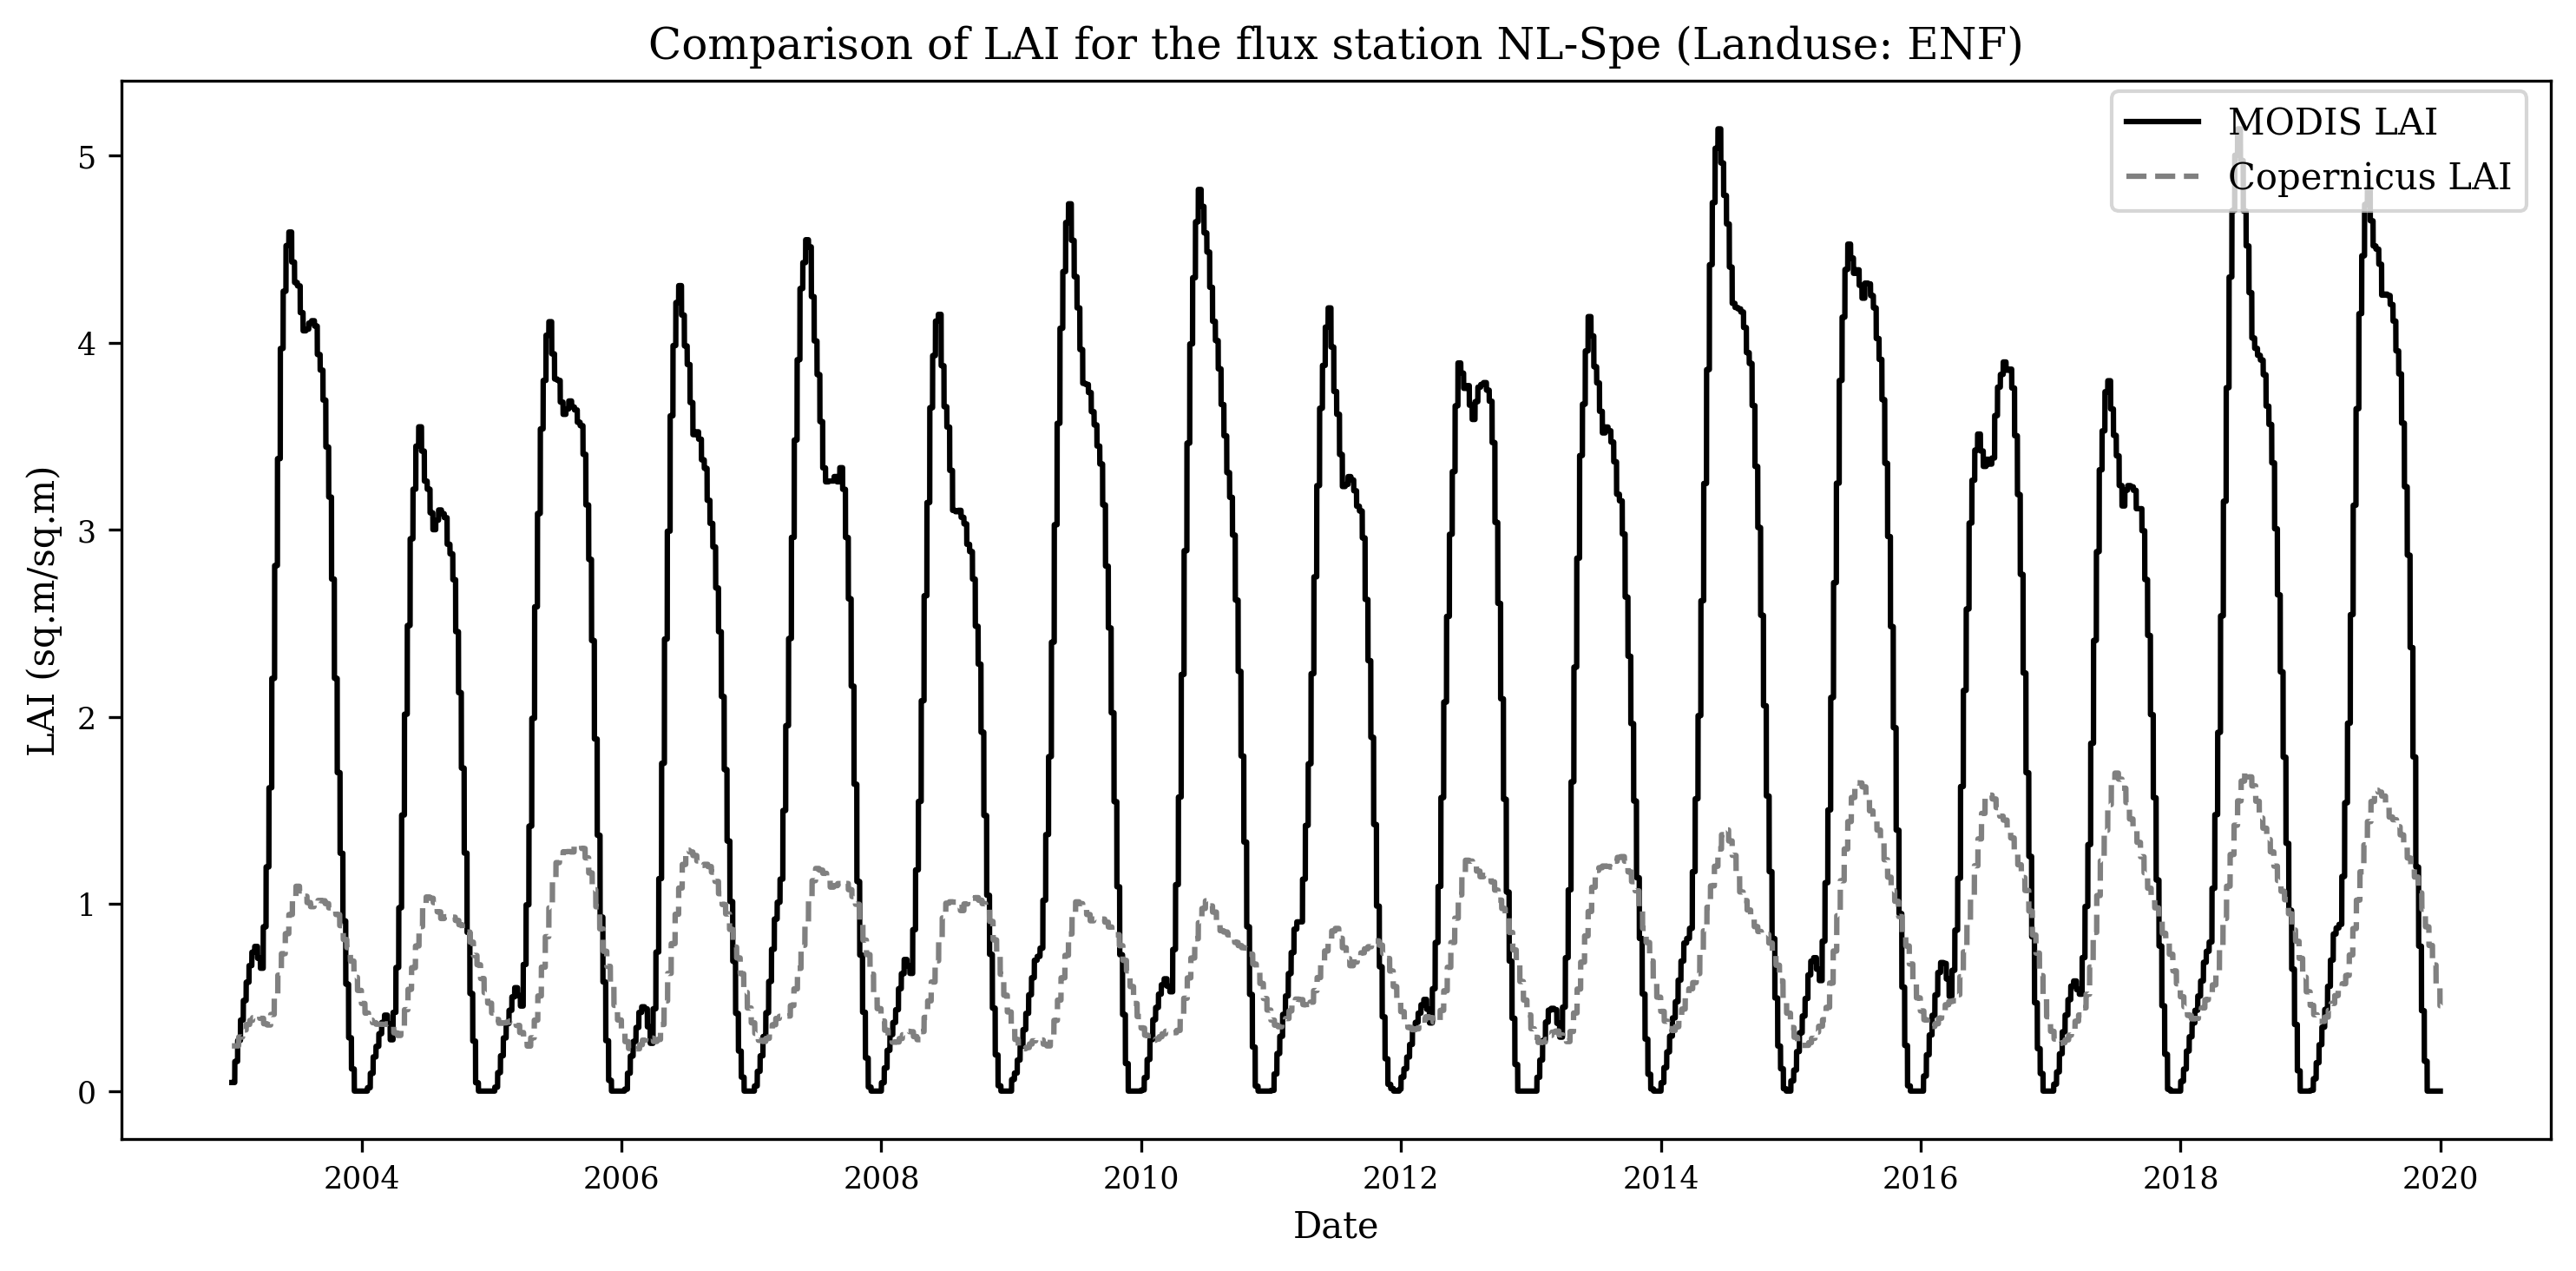 Comparison of LAI for the flux station NL-Spe (Landuse: ENF)
MODIS LAI
Copernicus LAI
LAI (sq.m/sq.m)
5
4
3
2
1
0
2004 2006 2008 2010 2012 2014 2016 2018 2020
Date